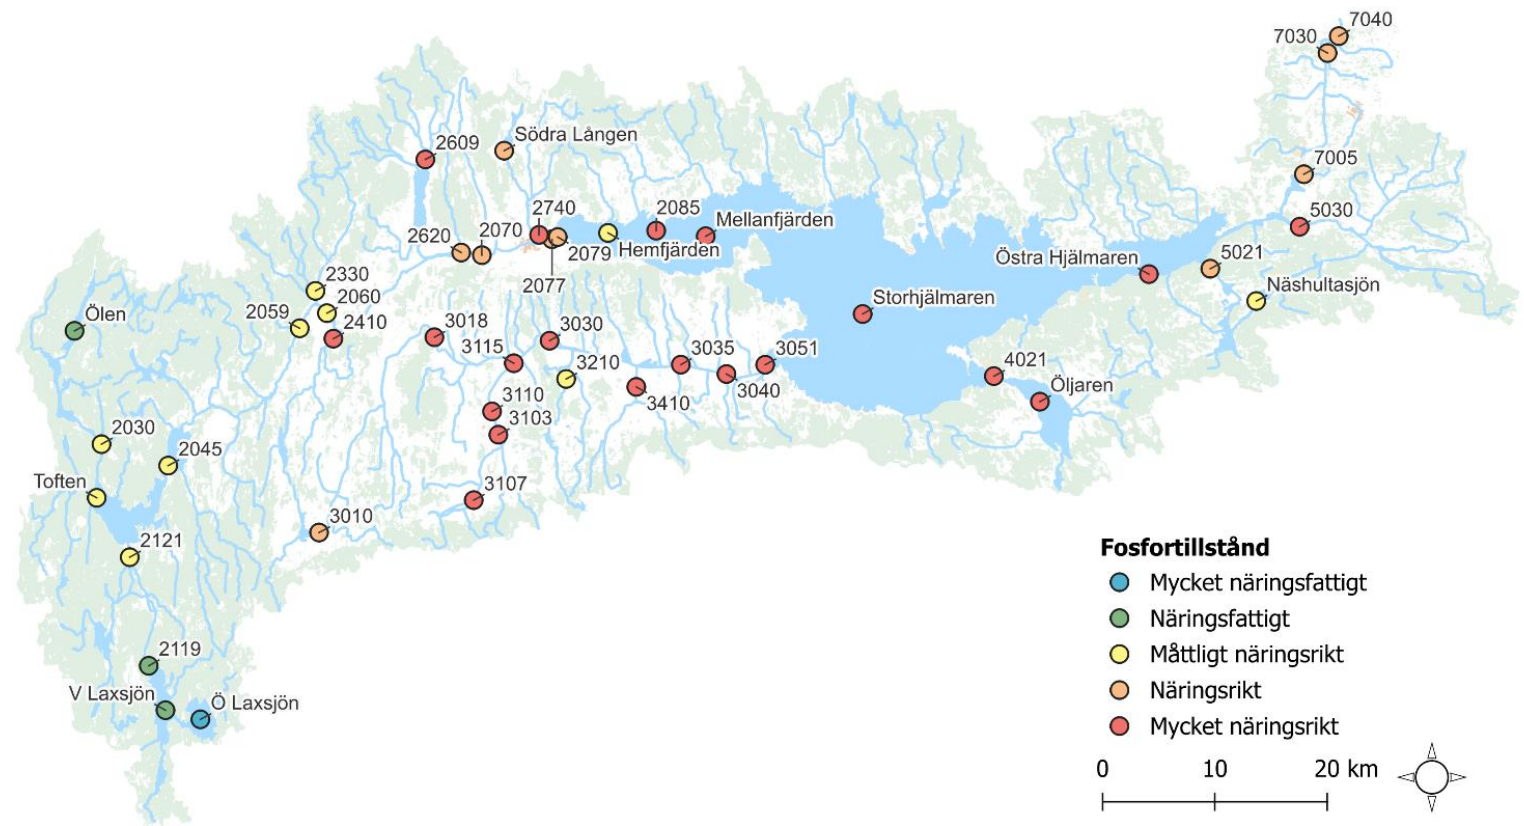 7040
7030
2609
Södra Lången
7005
2740
2085
Mellanfjärden
5030
2620
2070
2079
Hemfjärden
2077
Östra Hjälmaren
5021
Näshultasjön
2330
2060
2059
2410
Ölen
Storhjälmaren
3018
3030
3115
3210
3035
3051
3040
3410
4021
Öljaren
3110
3103
2030
2045
Toften
3107
3010
2121
2119
V Laxsjön
Ö Laxsjön
Fosfortillstånd
Mycket näringsfattigt
Näringsfattigt
Måttligt näringsrikt
Näringsrikt
Mycket näringsrikt
0 10 20 km